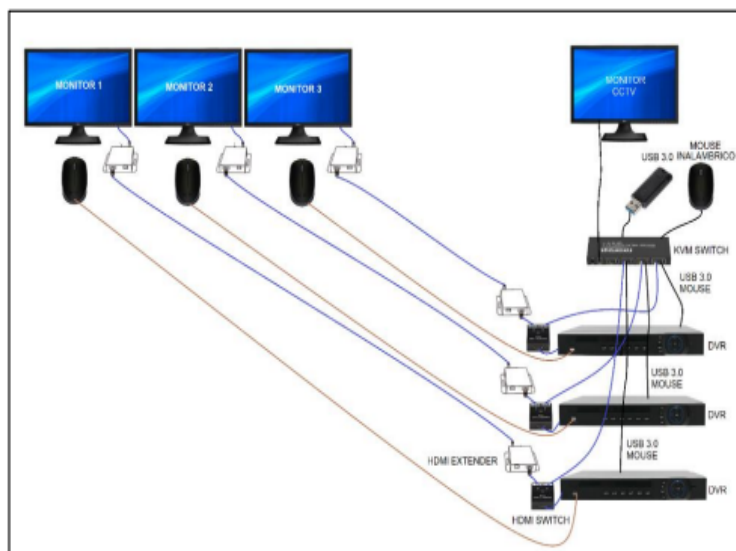 MONITOR 1
MONITOR 2
MONITOR 3
MONITOR
CCTV
USB 3.0
MOUSE
INALAMBRICO
KVM SWITCH
USB 3.0
MOUSE
DVR
USB 3.0
MOUSE
DVR
USB 3.0
MOUSE
HDMI EXTENDER
DVR
HDMI SWITCH